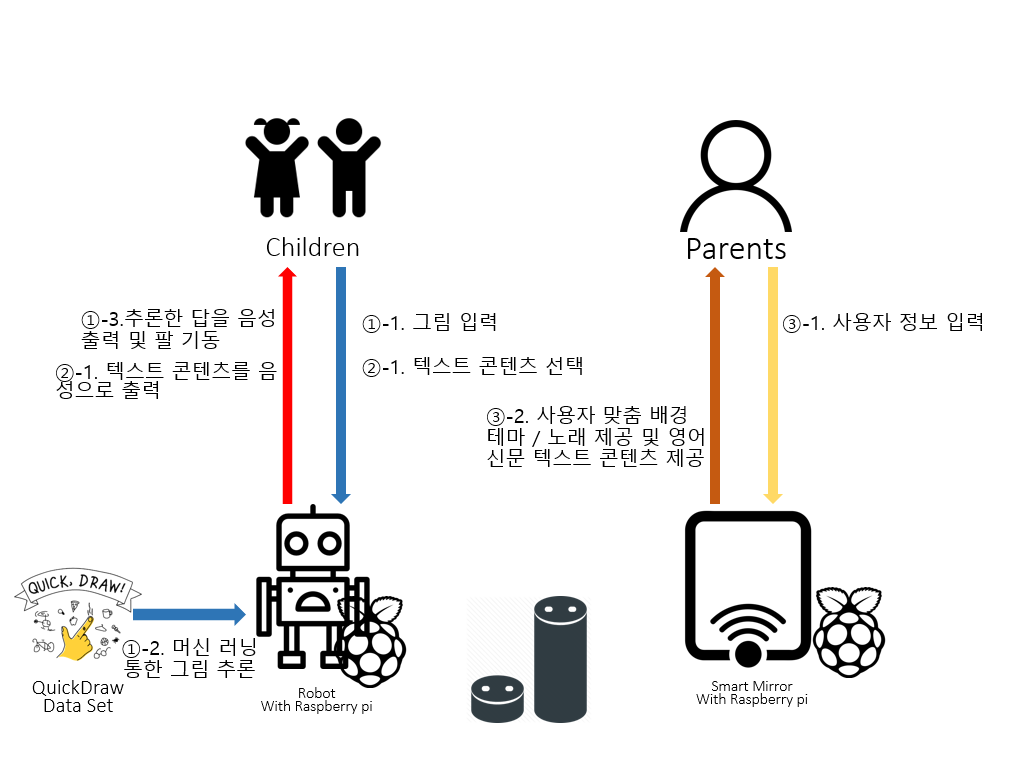 Children
Parents
①-3.추론한 답을 음성
출력 및 팔 기동
②-1. 텍스트 콘텐츠를 음
성으로 출력
①-1. 그림 입력
②-1. 텍스트 콘텐츠 선택
③-2. 사용자 맞춤 배경
테마 / 노래 제공 및 영어
신문 텍스트 콘텐츠 제공
③-1. 사용자 정보 입력
QUICK, DRAW!
①-2. 머신 러닝
통한 그림 추론
QuickDraw
Data Set
Robot
With Raspberry pi
Smart Mirror
With Raspberry pi